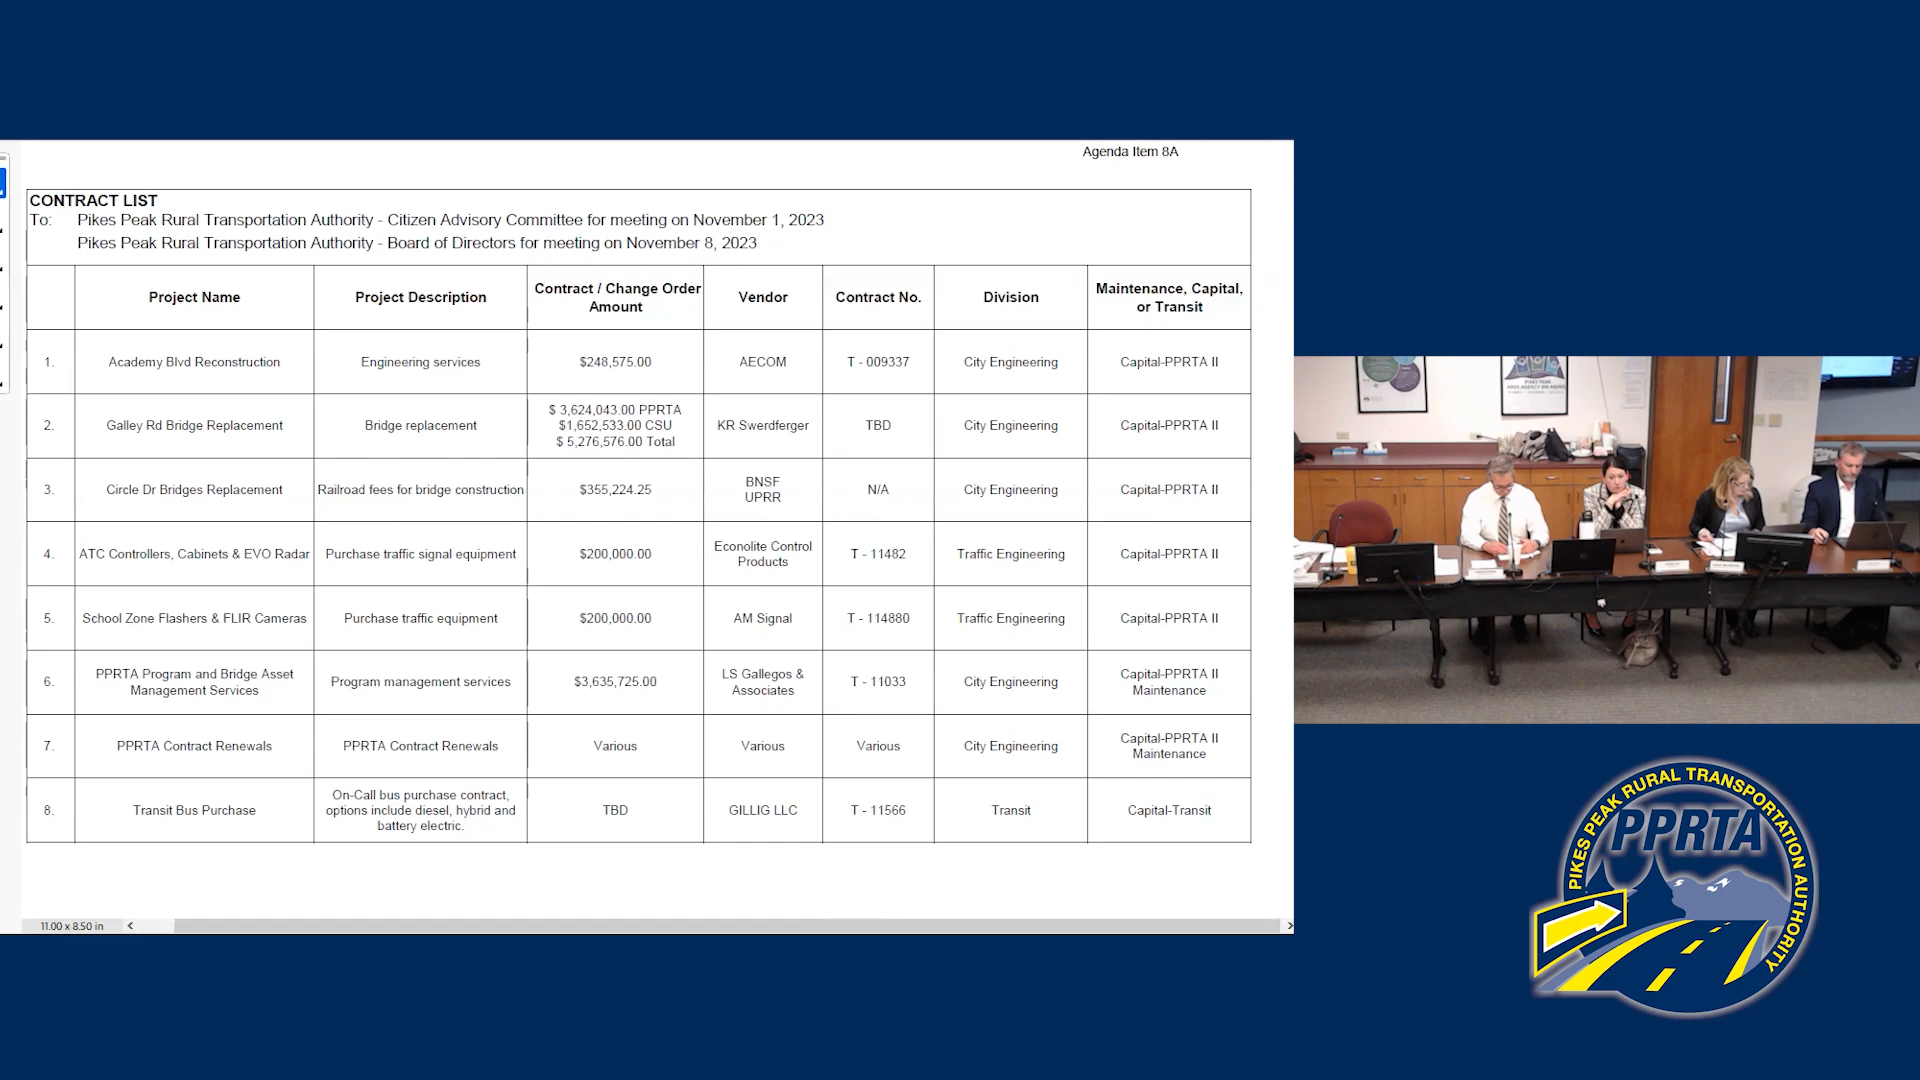 Agenda Item 8A
CONTRACT LIST
To: Pikes Peak Rural Transportation Authority - Citizen Advisory Committee for meeting on November 1, 2023
Pikes Peak Rural Transportation Authority - Board of Directors for meeting on November 8, 2023
Project Name Project Description Contract / Change Order Amount Vendor Contract No. Division Maintenance, Capital, or Transit
1. Academy Blvd Reconstruction Engineering services $248,575.00 AECOM T - 009337 City Engineering Capital-PPRTA II
2. Galley Rd Bridge Replacement Bridge replacement $ 3,624,043.00 PPRTA $1,652,533.00 CSU $ 5,276,576.00 Total KR Swerdferger TBD City Engineering Capital-PPRTA II
3. Circle Dr Bridges Replacement Railroad fees for bridge construction $355,224.25 BNSF UPRR N/A City Engineering Capital-PPRTA II
4. ATC Controllers, Cabinets & EVO Radar Purchase traffic signal equipment $200,000.00 Econolite Control Products T - 11482 Traffic Engineering Capital-PPRTA II
5. School Zone Flashers & FLIR Cameras Purchase traffic equipment $200,000.00 AM Signal T - 114880 Traffic Engineering Capital-PPRTA II
6. PPRTA Program and Bridge Asset Management Services Program management services $3,635,725.00 LS Gallegos & Associates T - 11033 City Engineering Capital-PPRTA II Maintenance
7. PPRTA Contract Renewals PPRTA Contract Renewals Various Various Various City Engineering Capital-PPRTA II Maintenance
8. Transit Bus Purchase On-Call bus purchase contract, options include diesel, hybrid and battery electric. TBD GILLIG LLC T - 11566 Transit Capital-Transit
11.00 x 8.50 in
PIKES PEAK
AREA AGENCY ON AGING
PIKES PEAK RURAL TRANSPORTATION AUTHORITY
PPRTA